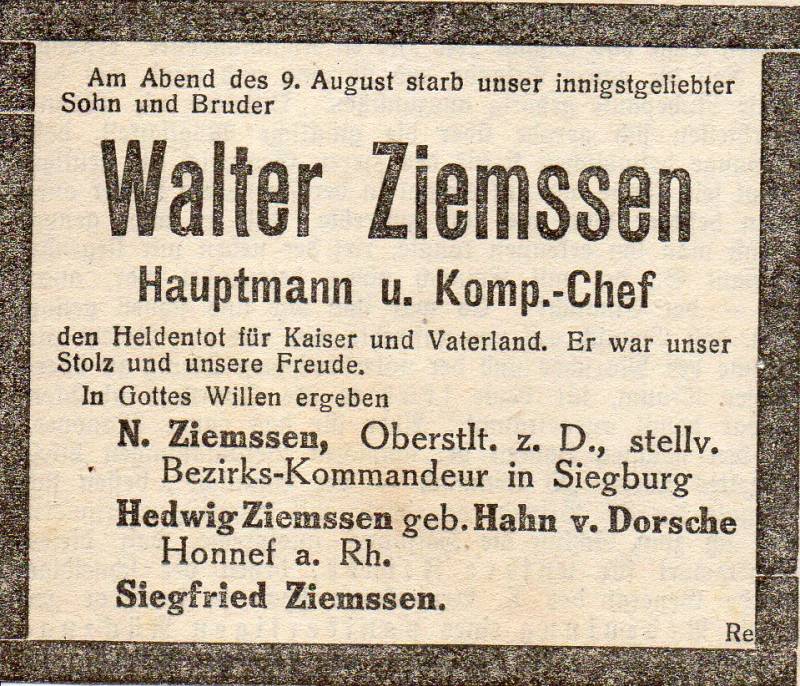 Am Abend des 9. August starb unser innigstgeliebter
Sohn und Bruder
Walter Ziemssen
Hauptmann u. Komp.-Chef
den Heldentot für Kaiser und Vaterland. Er war unser
Stolz und unsere Freude.
In Gottes Willen ergeben
N. Ziemssen, Oberstlt. z. D., stellv.
Bezirks-Kommandeur in Siegburg
Hedwig Ziemssen geb. Hahn v. Dorsche
Honnef a. Rh.
Siegfried Ziemssen.
Re